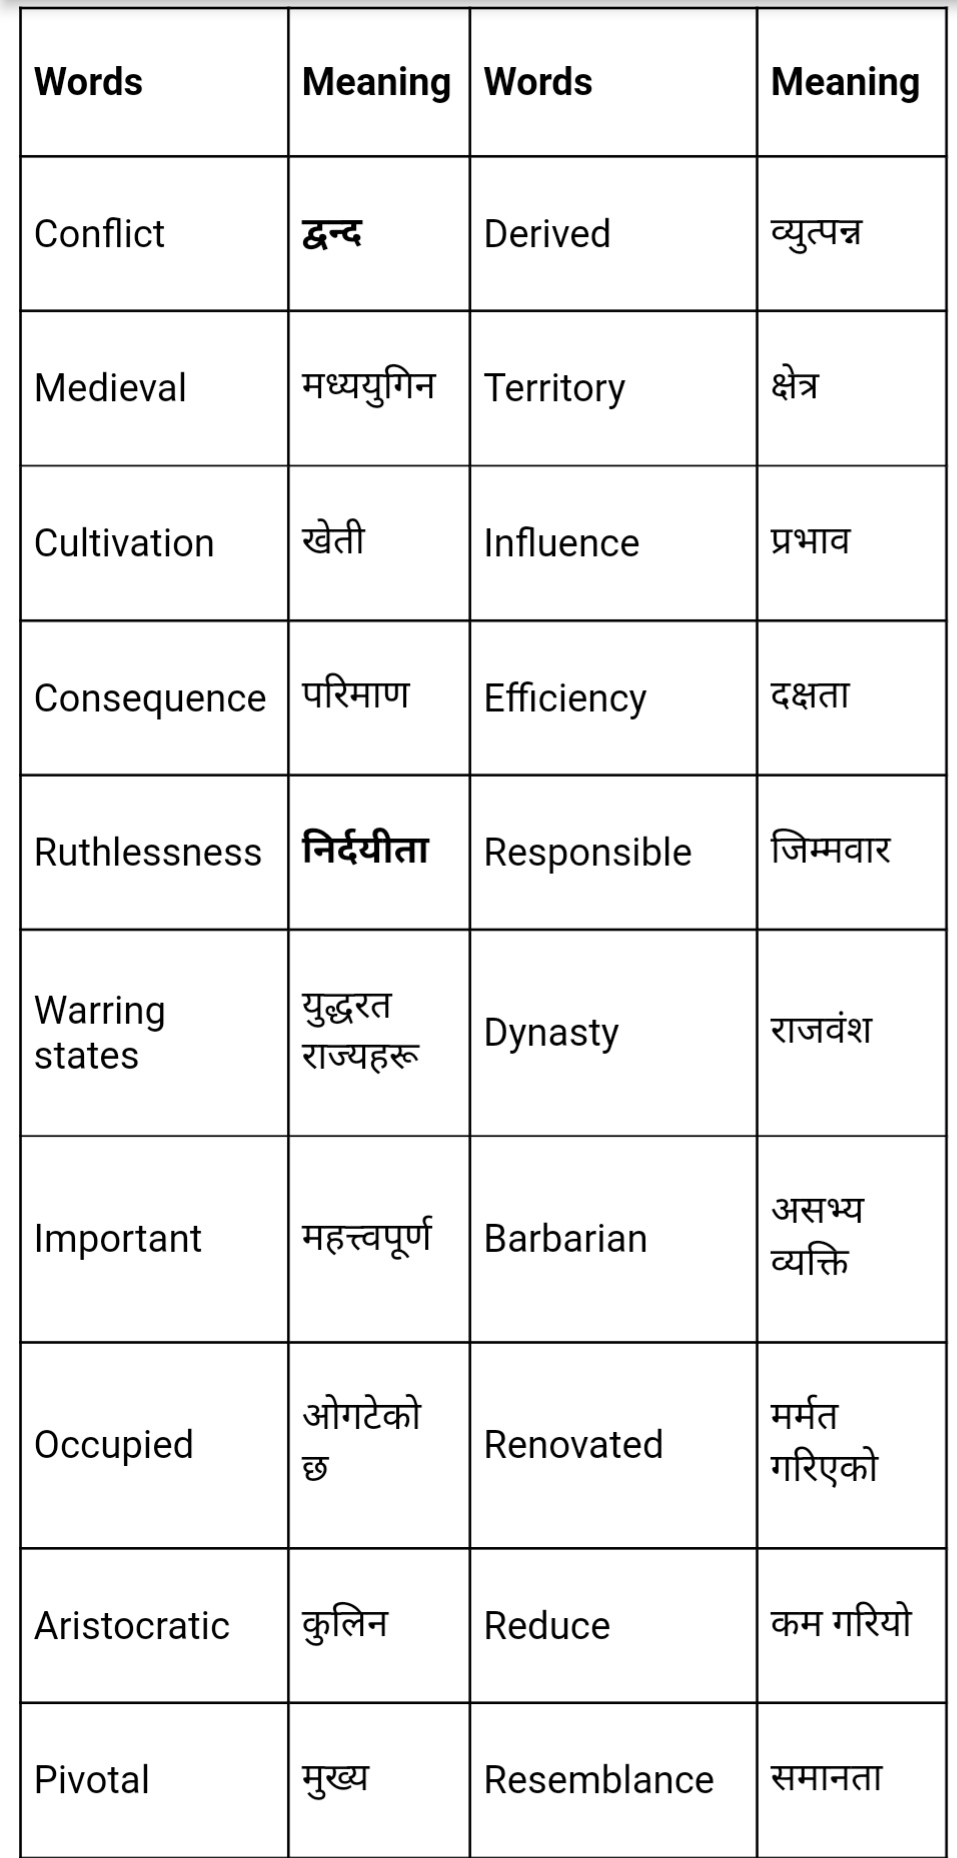 Words Meaning Words Meaning
Conflict द्वन्द Derived व्युत्पन्न
Medieval मध्ययुगिन Territory क्षेत्र
Cultivation खेती Influence प्रभाव
Consequence परिमाण Efficiency दक्षता
Ruthlessness निर्दयीता Responsible जिम्मवार
Warring
states
युद्धरत
राज्यहरू
Dynasty राजवंश
Important महत्त्वपूर्ण Barbarian
असभ्य
व्यक्ति
Occupied
ओगटेको
छ
Renovated
मर्मत
गरिएको
Aristocratic कुलिन Reduce कम गरियो
Pivotal मुख्य Resemblance समानता